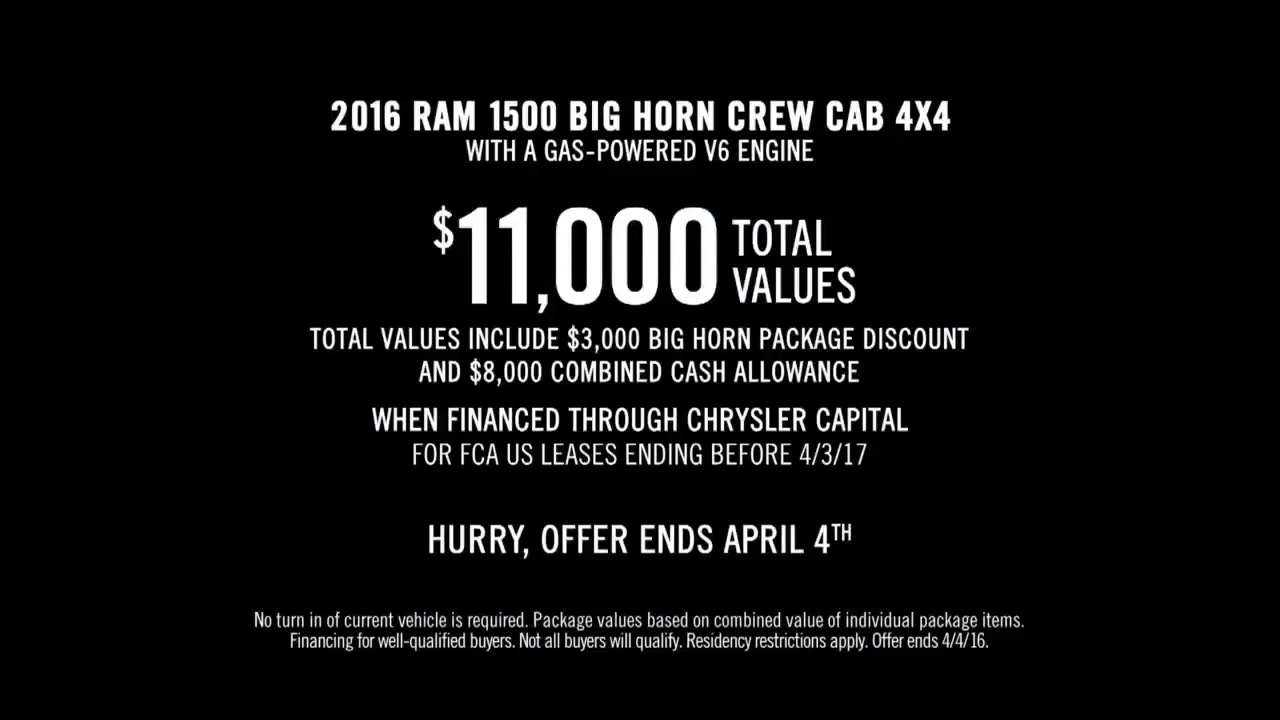 2016 RAM 1500 BIG HORN CREW CAB 4X4
WITH A GAS-POWERED V6 ENGINE
$11,000 TOTAL VALUES
TOTAL VALUES INCLUDE $3,000 BIG HORN PACKAGE DISCOUNT
AND $8,000 COMBINED CASH ALLOWANCE
WHEN FINANCED THROUGH CHRYSLER CAPITAL
FOR FCA US LEASES ENDING BEFORE 4/3/17
HURRY, OFFER ENDS APRIL 4TH
No turn in of current vehicle is required. Package values based on combined value of individual package items.
Financing for well-qualified buyers. Not all buyers will qualify. Residency restrictions apply. Offer ends 4/4/16.